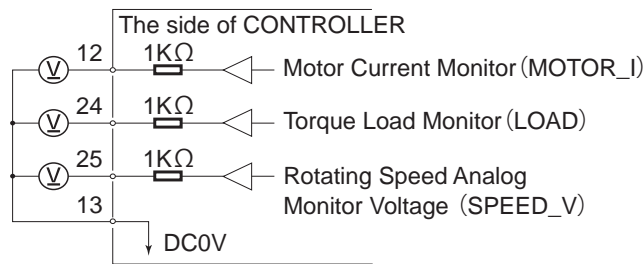 The side of CONTROLLER
12 1KΩ Motor Current Monitor (MOTOR_I)
V
24 1KΩ Torque Load Monitor (LOAD)
V
25 1KΩ Rotating Speed Analog
V
Monitor Voltage (SPEED_V)
13
DC0V